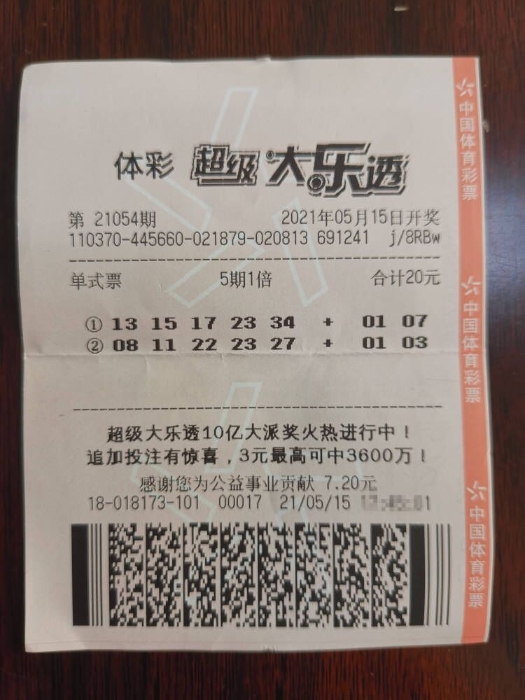 体彩 超级大乐透
第 21054期 2021年05月15日开奖
110370-445660-021879-020813 691241 j/8RBw
单式票 5期1倍 合计20元
① 13 15 17 23 34 + 01 07
② 08 11 22 23 27 + 01 03
超级大乐透10亿大派奖火热进行中！
追加投注有惊喜，3元最高可中3600万！
感谢您为公益事业贡献 7.20元
18-018173-101 00017 21/05/15
中国体育彩票
中国体育彩票
中国体育彩票